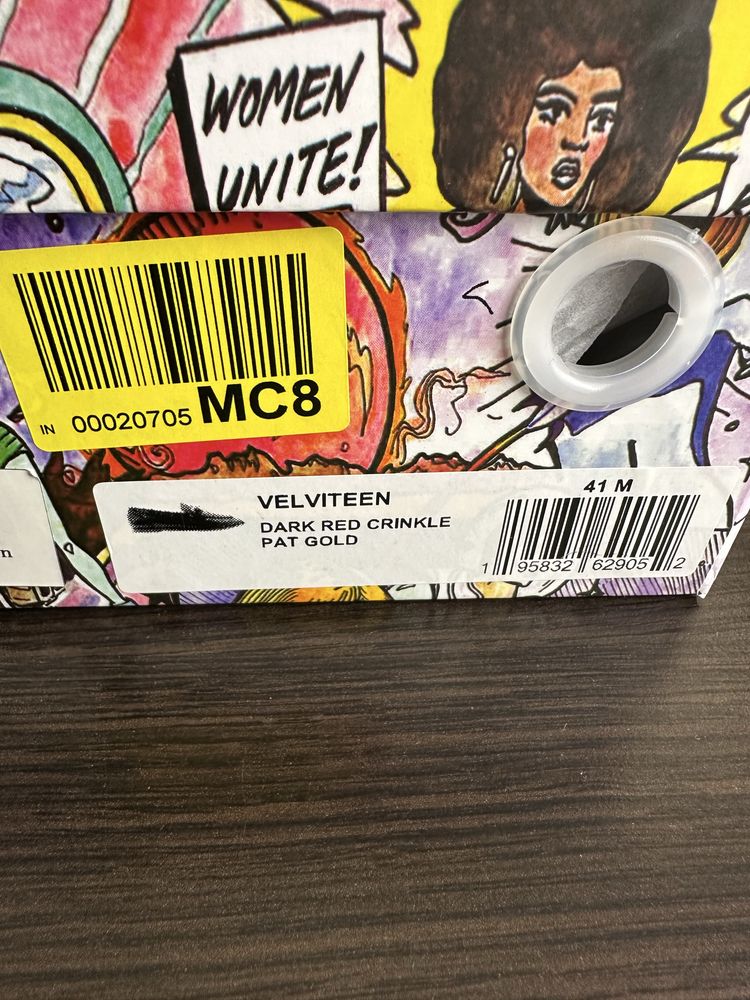 WOMEN
UNITE!
IN 00020705 MC8
n
VELVITEEN
DARK RED CRINKLE
PAT GOLD
41 M
1 95832 62905 2